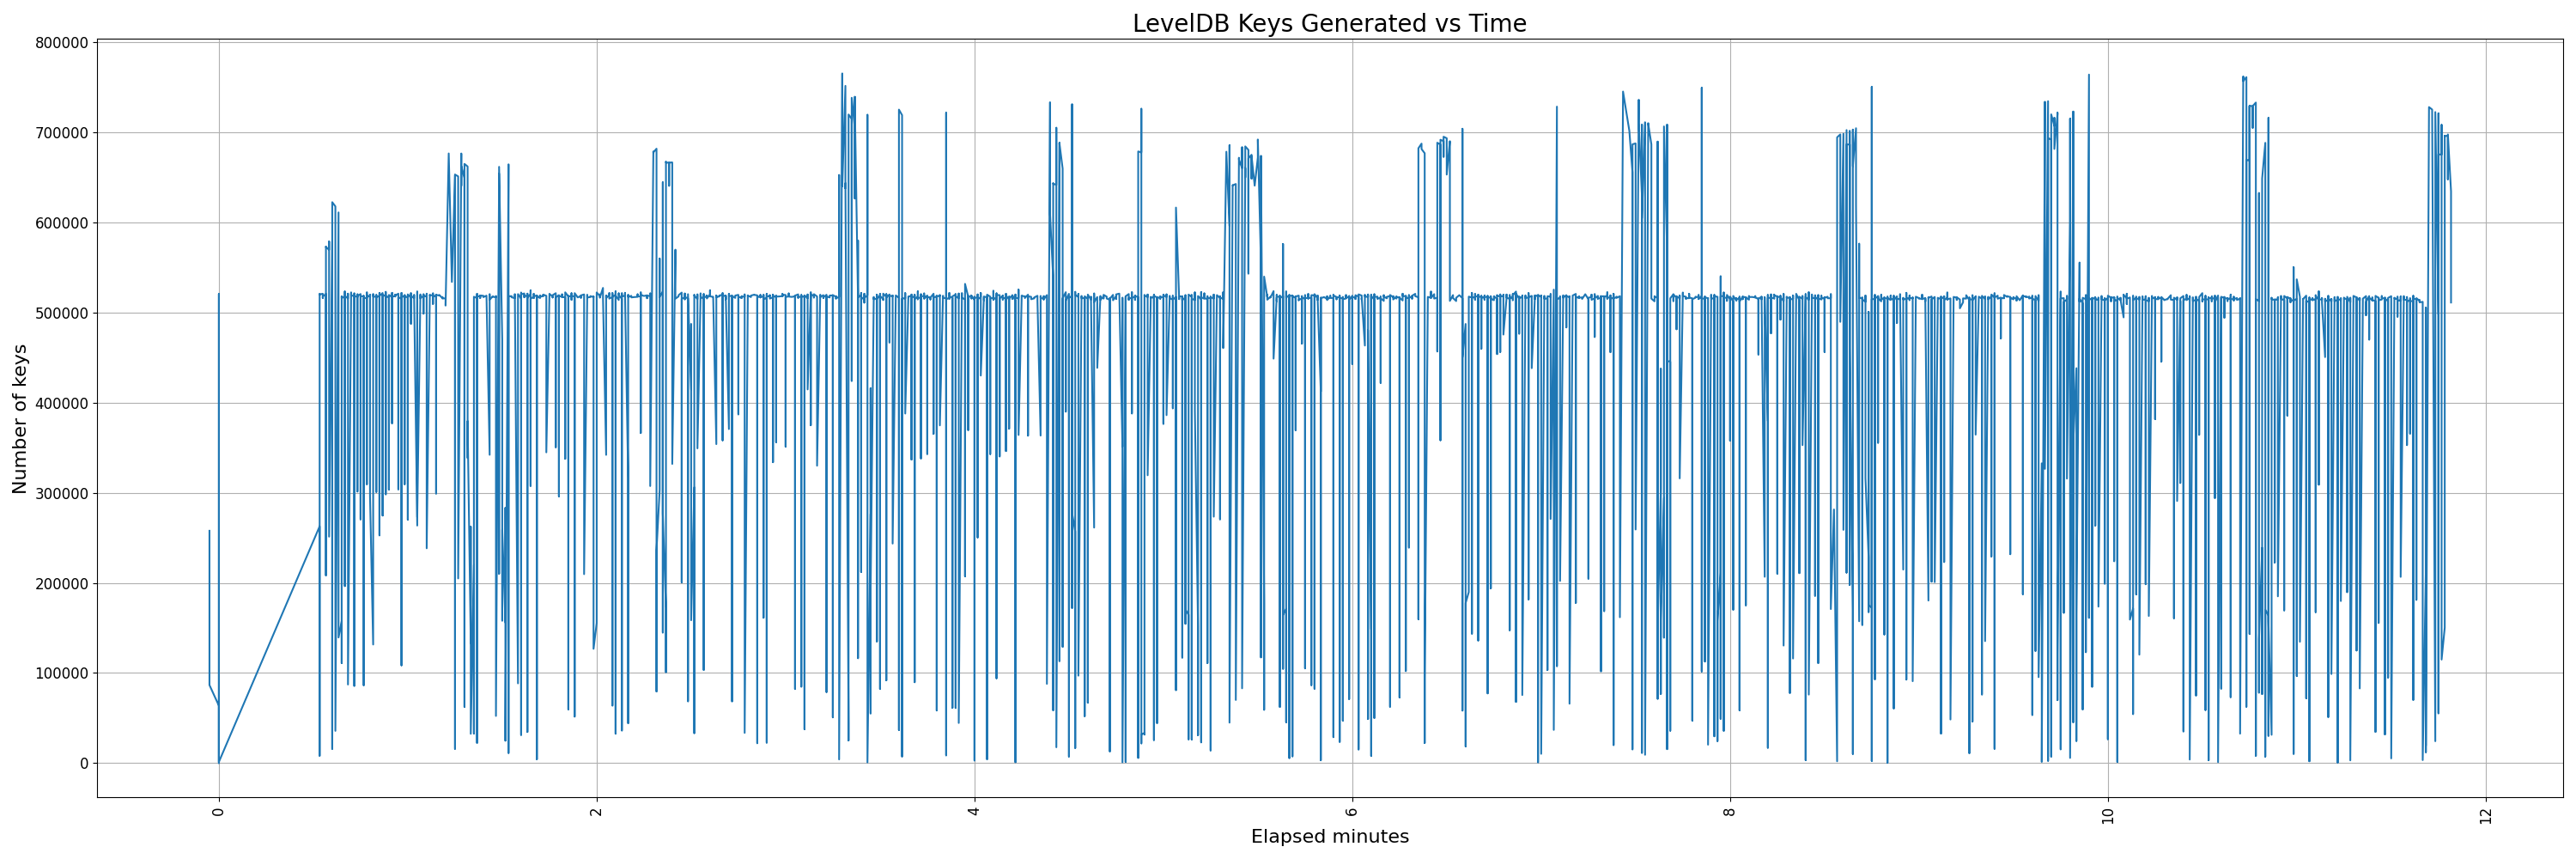 LevelDB Keys Generated vs Time
800000
700000
600000
500000
400000
300000
200000
100000
0
Number of keys
0 2 4 6 8 10 12
Elapsed minutes